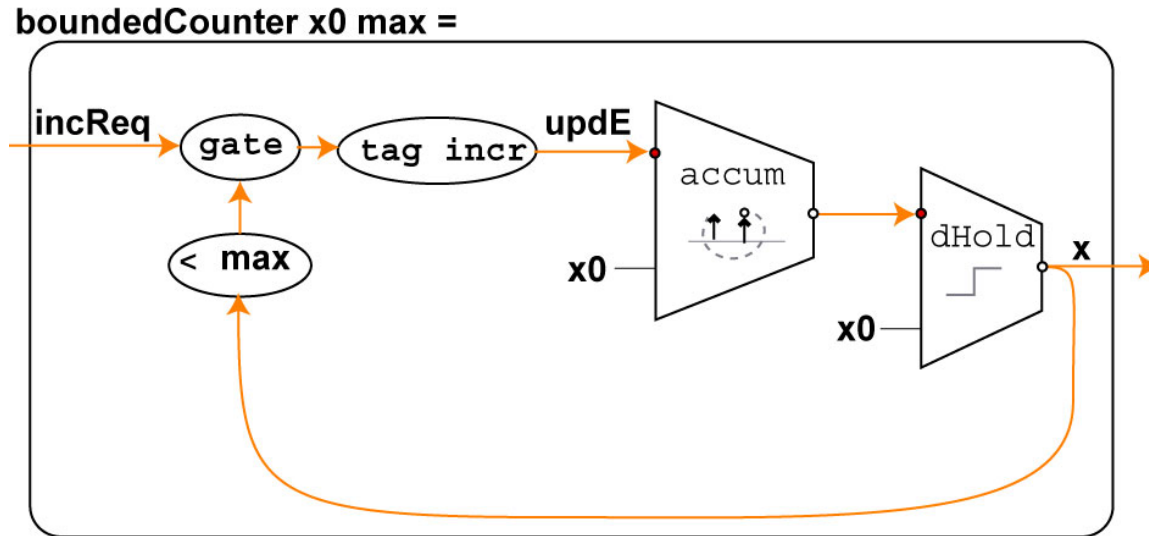 boundedCounter x0 max =
incReq
gate
tag incr
updE
accum
x0
< max
dHold
x
x0